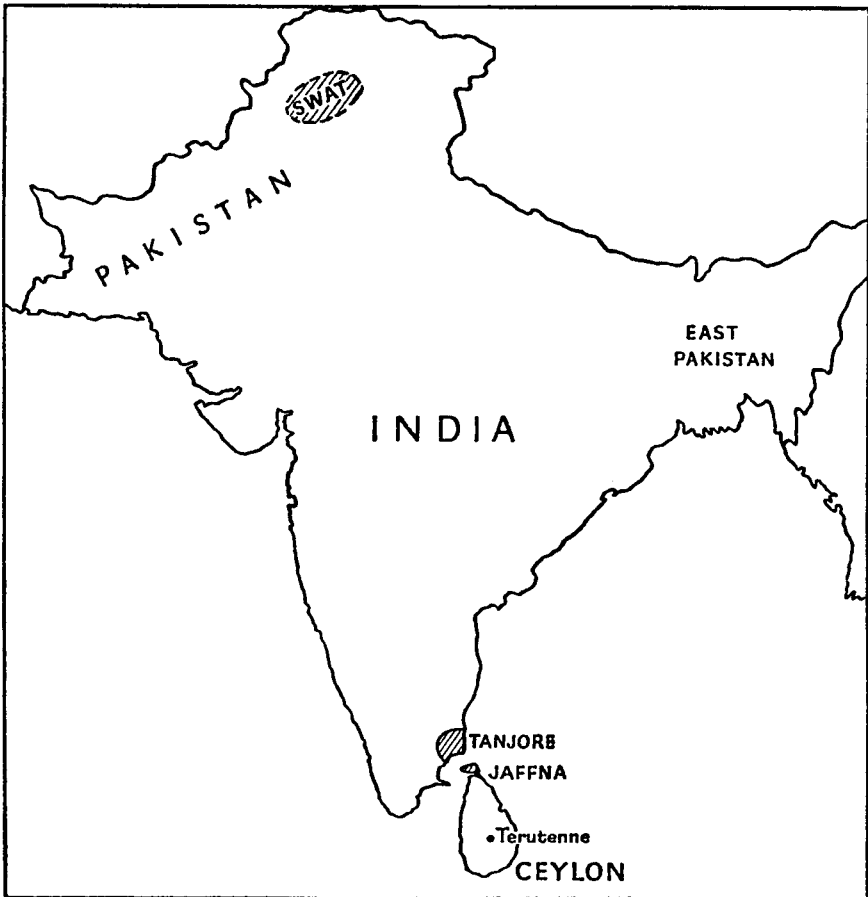 SWAT
PAKISTAN
EAST
PAKISTAN
INDIA
TANJORE
JAFFNA
Terutenne
CEYLON